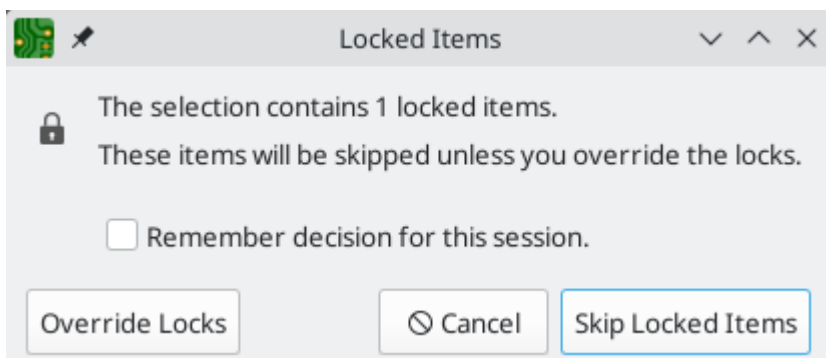 Locked Items
The selection contains 1 locked items.
These items will be skipped unless you override the locks.
Remember decision for this session.
Override Locks
Cancel
Skip Locked Items